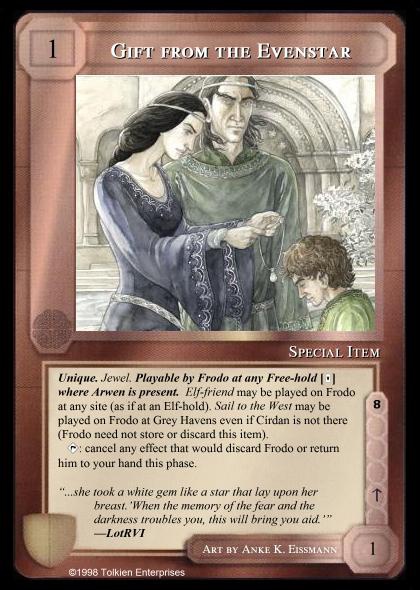 1
Gift from the Evenstar
Special Item
Unique. Jewel. Playable by Frodo at any Free-hold [ ]
where Arwen is present. Elf-friend may be played on Frodo
at any site (as if at an Elf-hold). Sail to the West may be
played on Frodo at Grey Havens even if Cirdan is not there
(Frodo need not store or discard this item).
: cancel any effect that would discard Frodo or return
him to your hand this phase.
8
“...she took a white gem like a star that lay upon her
breast. ‘When the memory of the fear and the
darkness troubles you, this will bring you aid.’”
—LotRVI
Art by Anke K. Eissmann
1
©1998 Tolkien Enterprises